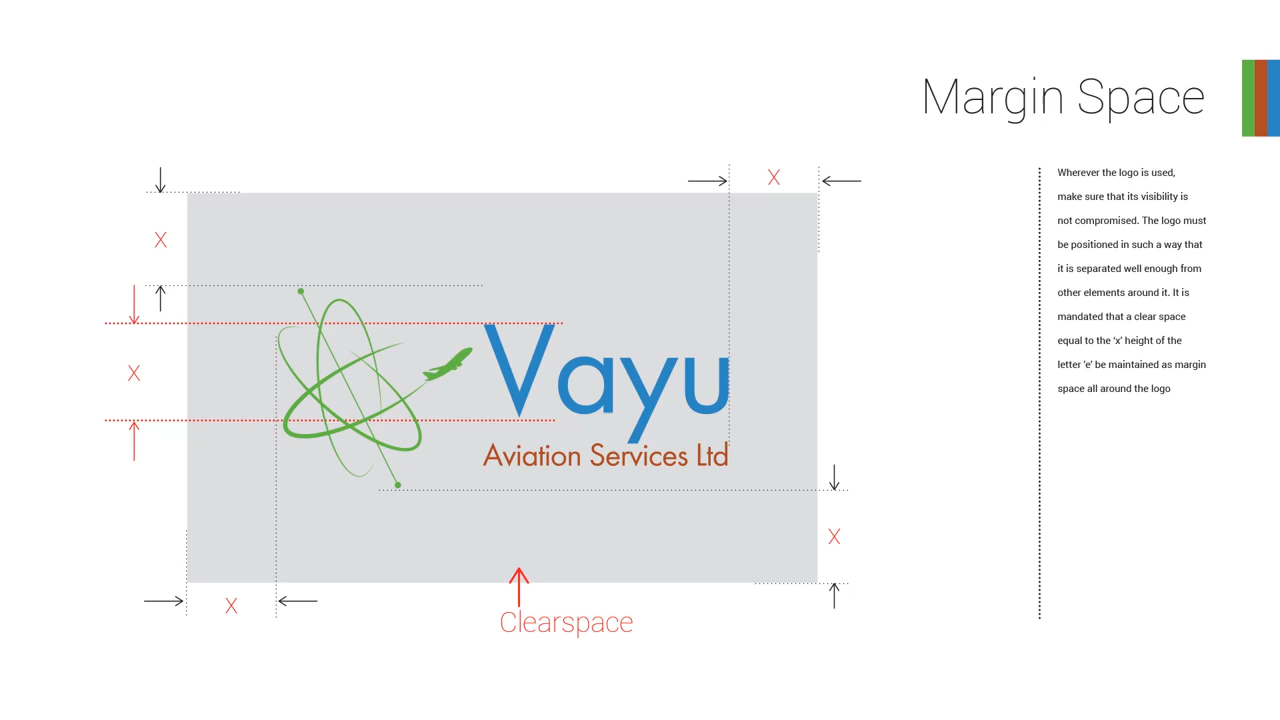 Margin Space
X
X
X
Vayu
Aviation Services Ltd
X
X
Clearspace
Wherever the logo is used,
make sure that its visibility is
not compromised. The logo must
be positioned in such a way that
it is separated well enough from
other elements around it. It is
mandated that a clear space
equal to the ‘x’ height of the
letter ‘e’ be maintained as margin
space all around the logo